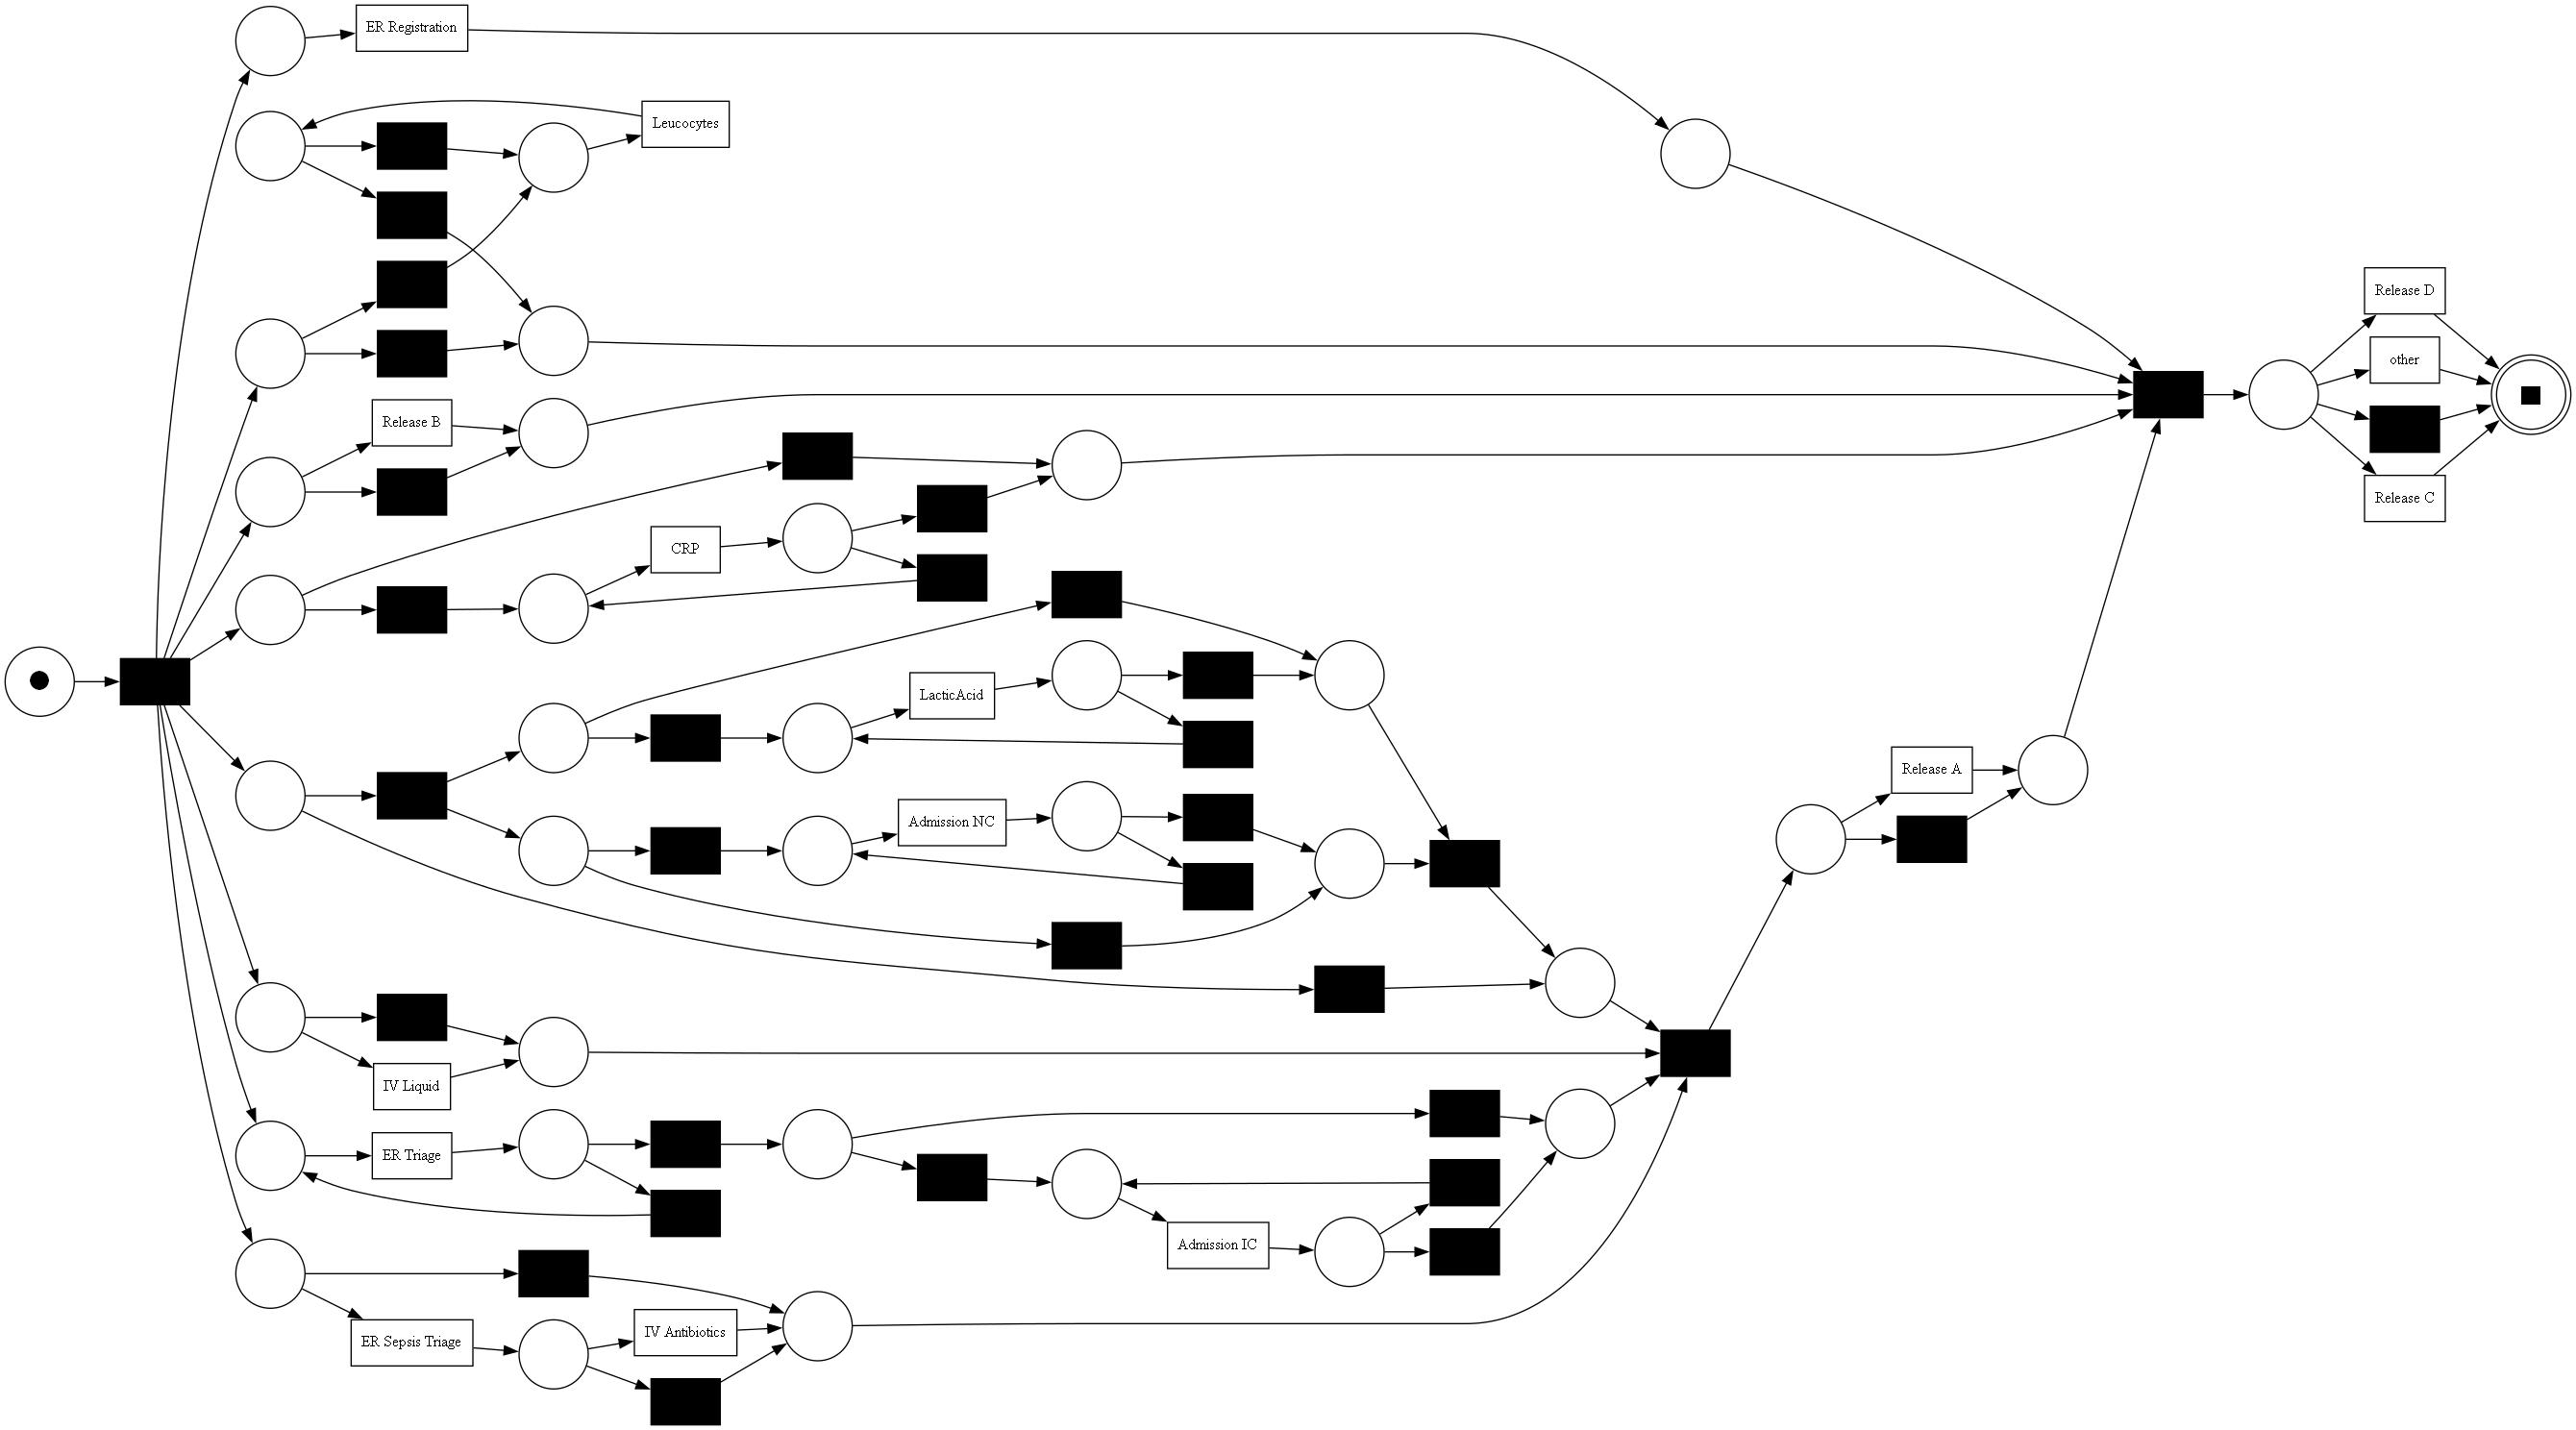 ER Registration
Leucocytes
Release D
other
Release B
Release C
CRP
LacticAcid
Release A
Admission NC
IV Liquid
ER Triage
Admission IC
IV Antibiotics
ER Sepsis Triage